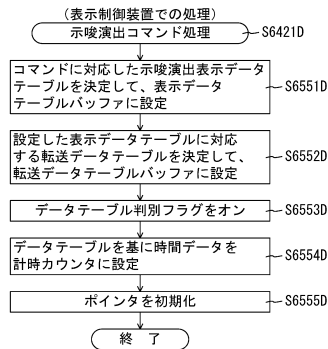 (表示制御装置での処理)
示唆演出コマンド処理 S6421D
コマンドに対応した示唆演出表示データ
テーブルを決定して、表示データ
テーブルバッファに設定 S6551D
設定した表示データテーブルに対応
する転送データテーブルを決定して、
転送データテーブルバッファに設定 S6552D
データテーブル判別フラグをオン S6553D
データテーブルを基に時間データを
計時カウンタに設定 S6554D
ポインタを初期化 S6555D
終 了